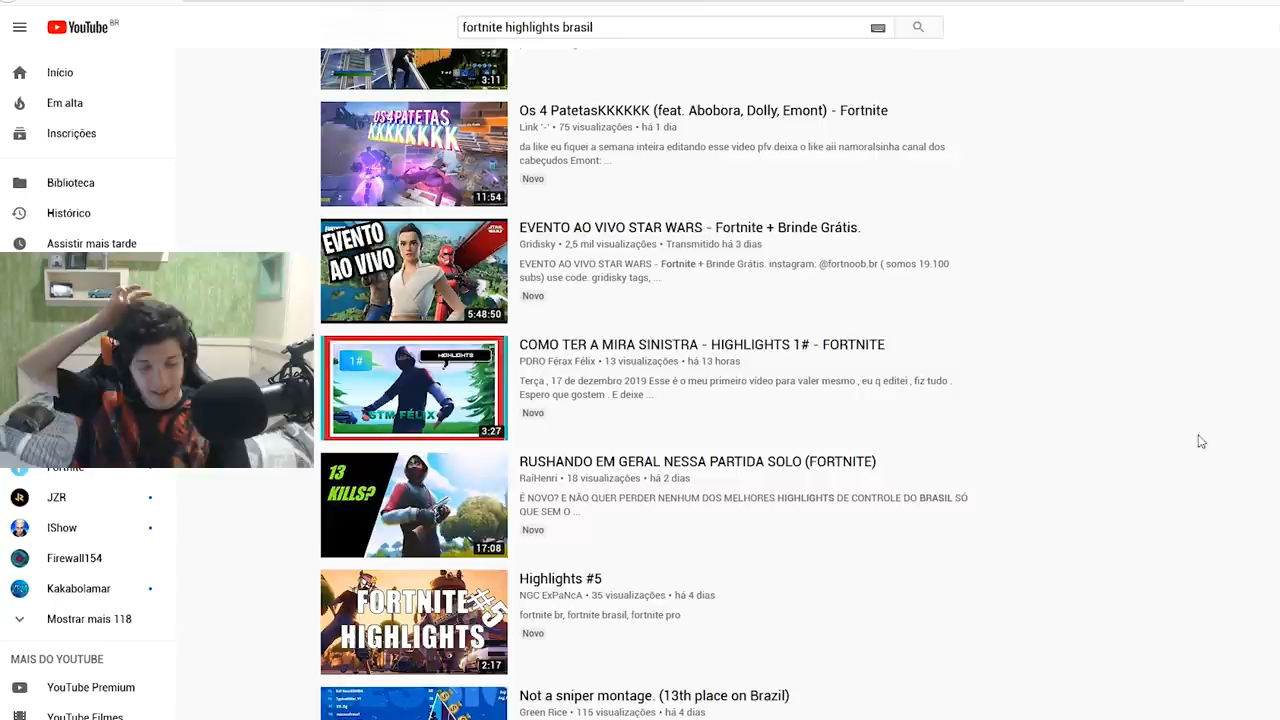 YouTube BR
fortnite highlights brasil
Início
Em alta
Inscrições
Biblioteca
Histórico
Assistir mais tarde
Fortnite
JZR
IShow
Firewall154
Kakabolamar
Mostrar mais 118
MAIS DO YOUTUBE
YouTube Premium
YouTube Filmes
3:11
OS 4 PATETAS
KKKKKKKK
11:54
Os 4 PatetasKKKKKK (feat. Abobora, Dolly, Emont) - Fortnite
Link '-' • 75 visualizações • há 1 dia
da like eu fiquei a semana inteira editando esse video pfv deixa o like aii namoralsinha canal dos
cabeçudos Emont: ...
Novo
EVENTO
AO VIVO
STAR WARS
5:48:50
EVENTO AO VIVO STAR WARS - Fortnite + Brinde Grátis.
Gridisky • 2,5 mil visualizações • Transmitido há 3 dias
EVENTO AO VIVO STAR WARS - Fortnite + Brinde Grátis. instagram: @fortnoob.br ( somos 19.100
subs) use code: gridisky tags, ...
Novo
1#
HIGHLIGHTS
STM FÉLIX
3:27
COMO TER A MIRA SINISTRA - HIGHLIGHTS 1# - FORTNITE
PDRO Férax Félix • 13 visualizações • há 13 horas
Terça , 17 de dezembro 2019 Esse é o meu primeiro vídeo para valer mesmo , eu q editei , fiz tudo .
Espero que gostem . E deixe ...
Novo
13
KILLS?
17:08
RUSHANDO EM GERAL NESSA PARTIDA SOLO (FORTNITE)
RaíHenri • 18 visualizações • há 2 dias
É NOVO? E NÃO QUER PERDER NENHUM DOS MELHORES HIGHLIGHTS DE CONTROLE DO BRASIL SÓ
QUE SEM O ...
Novo
FORTNITE #5
HIGHLIGHTS
2:17
Highlights #5
NGC ExPaNcA • 35 visualizações • há 4 dias
fortnite br, fortnite brasil, fortnite pro
Novo
Not a sniper montage. (13th place on Brazil)
Green Rice • 115 visualizações • há 4 dias